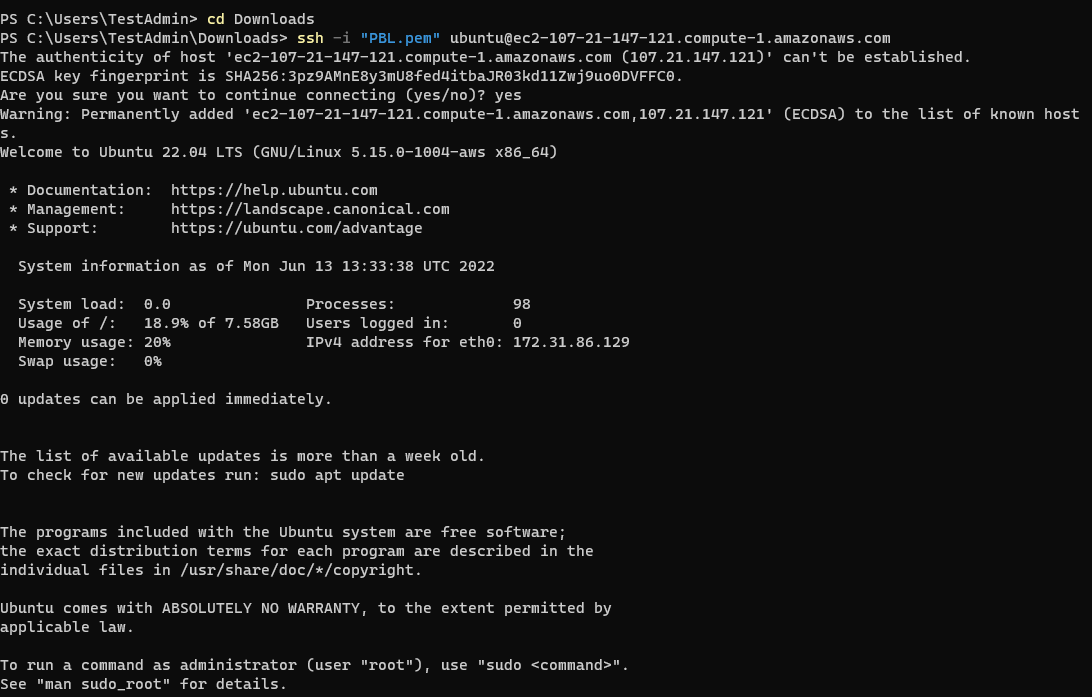 PS C:\Users\TestAdmin> cd Downloads
PS C:\Users\TestAdmin\Downloads> ssh -i "PBL.pem" ubuntu@ec2-107-21-147-121.compute-1.amazonaws.com
The authenticity of host 'ec2-107-21-147-121.compute-1.amazonaws.com (107.21.147.121)' can't be established.
ECDSA key fingerprint is SHA256:3pz9AMnE8y3mU8fed4itbaJR03kd11Zwj9uo0DVFFC0.
Are you sure you want to continue connecting (yes/no)? yes
Warning: Permanently added 'ec2-107-21-147-121.compute-1.amazonaws.com,107.21.147.121' (ECDSA) to the list of known host
s.
Welcome to Ubuntu 22.04 LTS (GNU/Linux 5.15.0-1004-aws x86_64)

 * Documentation:  https://help.ubuntu.com
 * Management:     https://landscape.canonical.com
 * Support:        https://ubuntu.com/advantage

  System information as of Mon Jun 13 13:33:38 UTC 2022

  System load:  0.0               Processes:             98
  Usage of /:   18.9% of 7.58GB   Users logged in:       0
  Memory usage: 20%               IPv4 address for eth0: 172.31.86.129
  Swap usage:   0%

0 updates can be applied immediately.

The list of available updates is more than a week old.
To check for new updates run: sudo apt update

The programs included with the Ubuntu system are free software;
the exact distribution terms for each program are described in the
individual files in /usr/share/doc/*/copyright.

Ubuntu comes with ABSOLUTELY NO WARRANTY, to the extent permitted by
applicable law.

To run a command as administrator (user "root"), use "sudo <command>".
See "man sudo_root" for details.